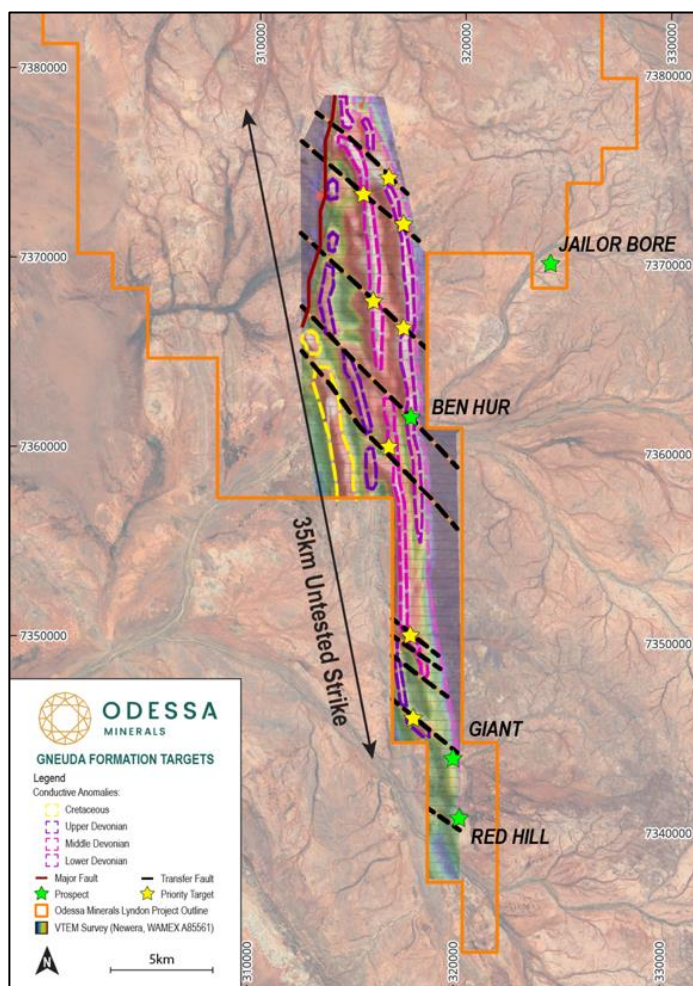 310000
320000
330000
7380000
7380000
7370000
7370000
JAILOR BORE
BEN HUR
7360000
7360000
35km Untested Strike
7350000
7350000
GIANT
RED HILL
7340000
ODESSA
MINERALS
GNEUDA FORMATION TARGETS
Legend
Conductive Anomalies:
Cretaceous
Upper Devonian
Middle Devonian
Lower Devonian
Major Fault
Transfer Fault
Prospect
Priority Target
Odessa Minerals Lyndon Project Outline
VTEM Survey (Newera, WAMEX A85561)
N
5km
310000
320000
330000